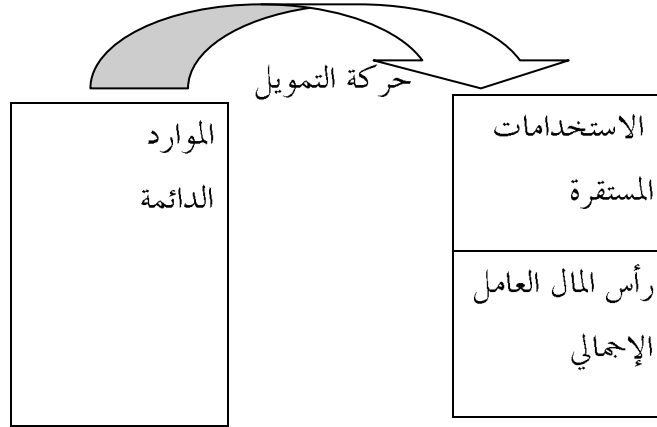 حركة التمويل
الاستخدامات
المستقرة
رأس المال العامل
الإجمالي
الموارد
الدائمة